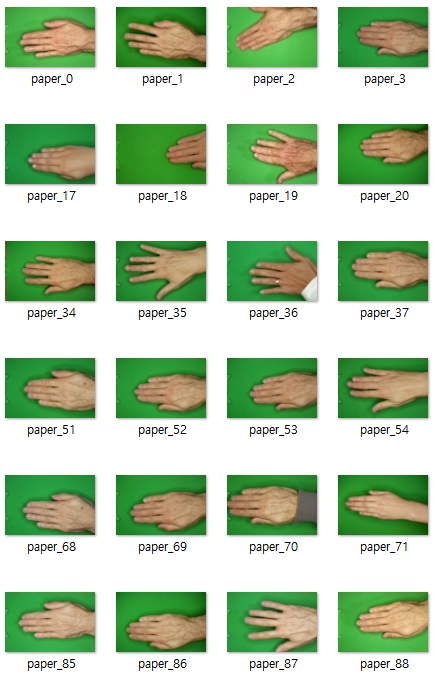 paper_0 paper_1 paper_2 paper_3
paper_17 paper_18 paper_19 paper_20
paper_34 paper_35 paper_36 paper_37
paper_51 paper_52 paper_53 paper_54
paper_68 paper_69 paper_70 paper_71
paper_85 paper_86 paper_87 paper_88